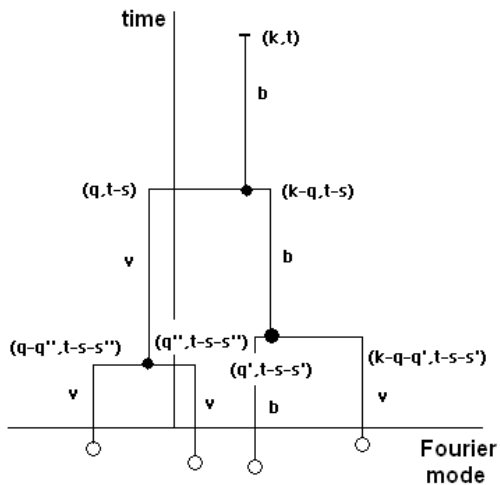 time
(k,t)
b
(q,t-s)
(k-q,t-s)
v
b
(q-q'',t-s-s'')
(q'',t-s-s'')
(q',t-s-s')
(k-q-q',t-s-s')
v
v
b
v
Fourier
mode